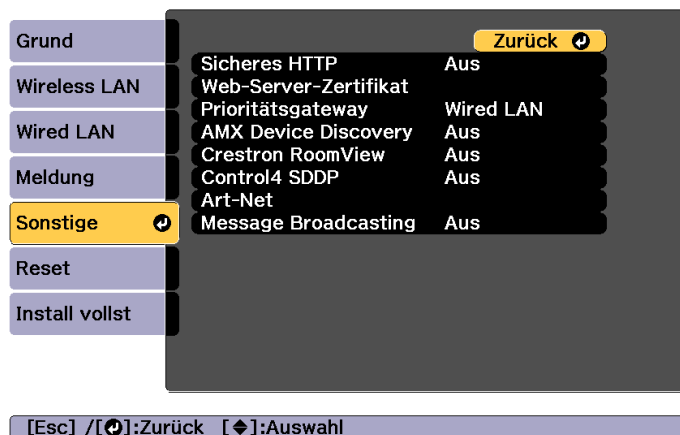 Grund
Wireless LAN
Wired LAN
Meldung
Sonstige
Reset
Install vollst
Zurück
Sicheres HTTP Aus
Web-Server-Zertifikat
Prioritätsgateway Wired LAN
AMX Device Discovery Aus
Crestron RoomView Aus
Control4 SDDP Aus
Art-Net
Message Broadcasting Aus
[Esc] /[]:Zurück []:Auswahl